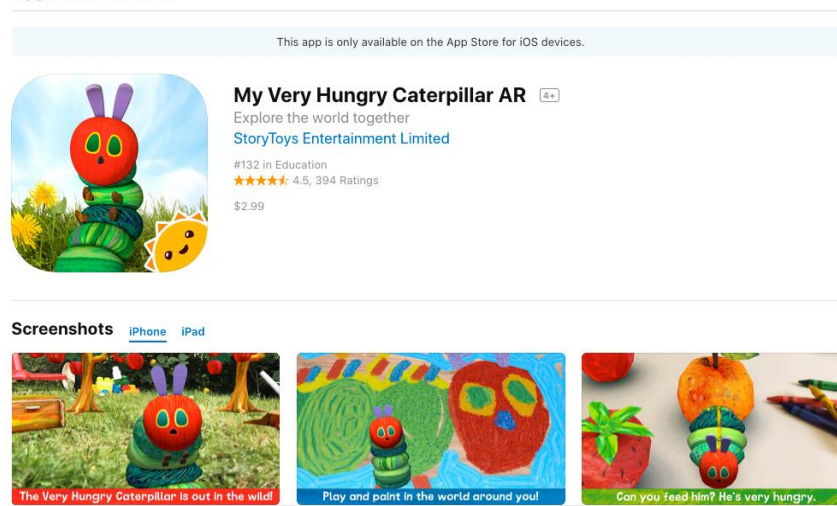 This app is only available on the App Store for iOS devices.
My Very Hungry Caterpillar AR 4+
Explore the world together
StoryToys Entertainment Limited
#132 in Education
4.5, 394 Ratings
$2.99
Screenshots iPhone iPad
The Very Hungry Caterpillar is out in the wild!
Play and paint in the world around you!
Can you feed him? He's very hungry.